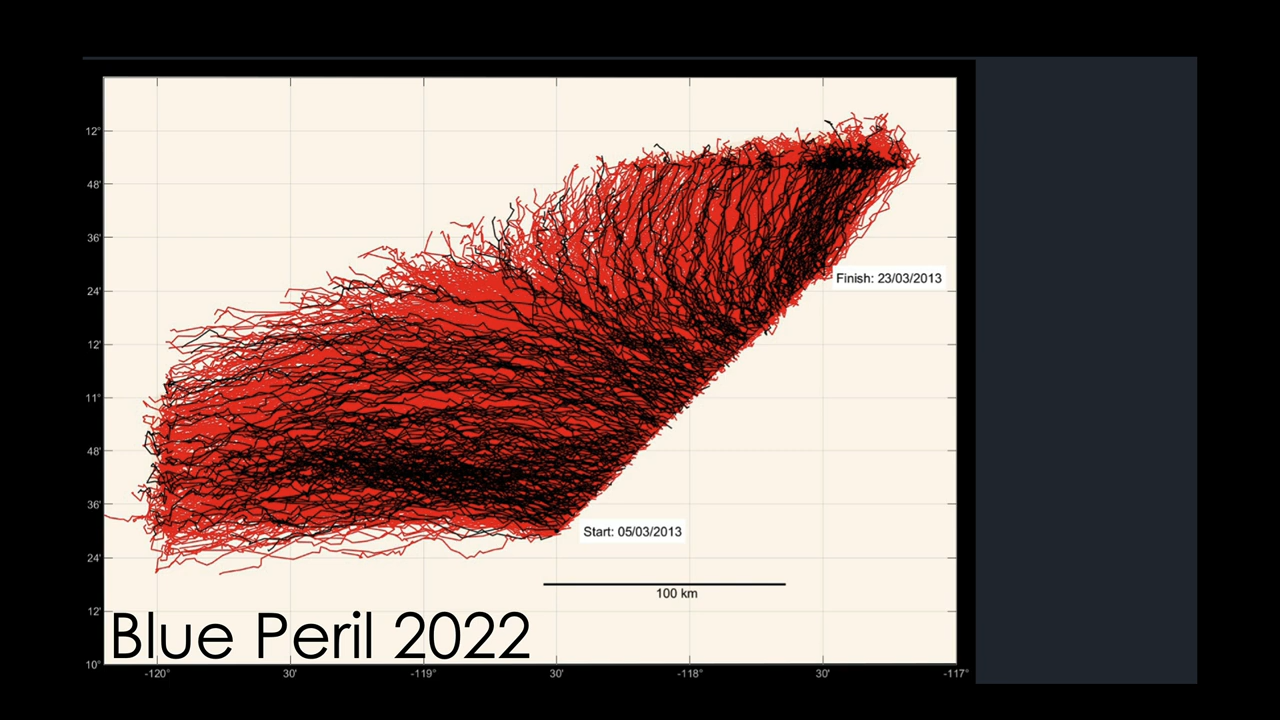 12°
48'
36'
24'
12'
11°
48'
36'
24'
12'
10°
Finish: 23/03/2013
Start: 05/03/2013
100 km
Blue Peril 2022
-120° 30' -119° 30' -118° 30' -117°